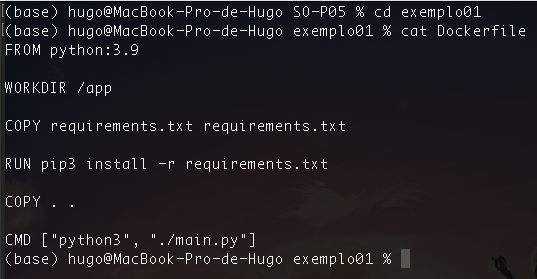 (base) hugo@MacBook-Pro-de-Hugo SO-P05 % cd exemplo01
(base) hugo@MacBook-Pro-de-Hugo exemplo01 % cat Dockerfile
FROM python:3.9
WORKDIR /app
COPY requirements.txt requirements.txt
RUN pip3 install -r requirements.txt
COPY . .
CMD ["python3", "./main.py"]
(base) hugo@MacBook-Pro-de-Hugo exemplo01 %